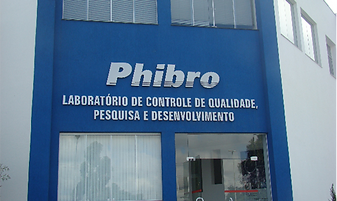 Phibro
LABORATÓRIO DE CONTROLE DE QUALIDADE,
PESQUISA E DESENVOLVIMENTO